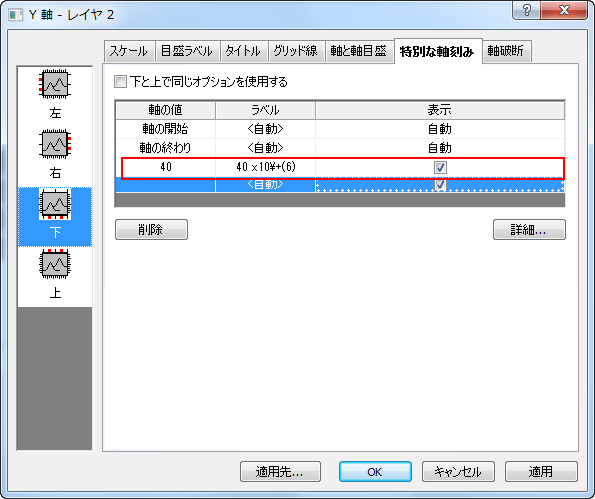 Y 軸 - レイヤ 2
スケール 目盛ラベル タイトル グリッド線 軸と軸目盛 特別な軸刻み 軸破断
下と上で同じオプションを使用する
左
右
下
上
軸の値 ラベル 表示
軸の開始 <自動> 自動
軸の終わり <自動> 自動
40 40 x10¥+(6)
<自動>
削除 詳細...
適用先... OK キャンセル 適用